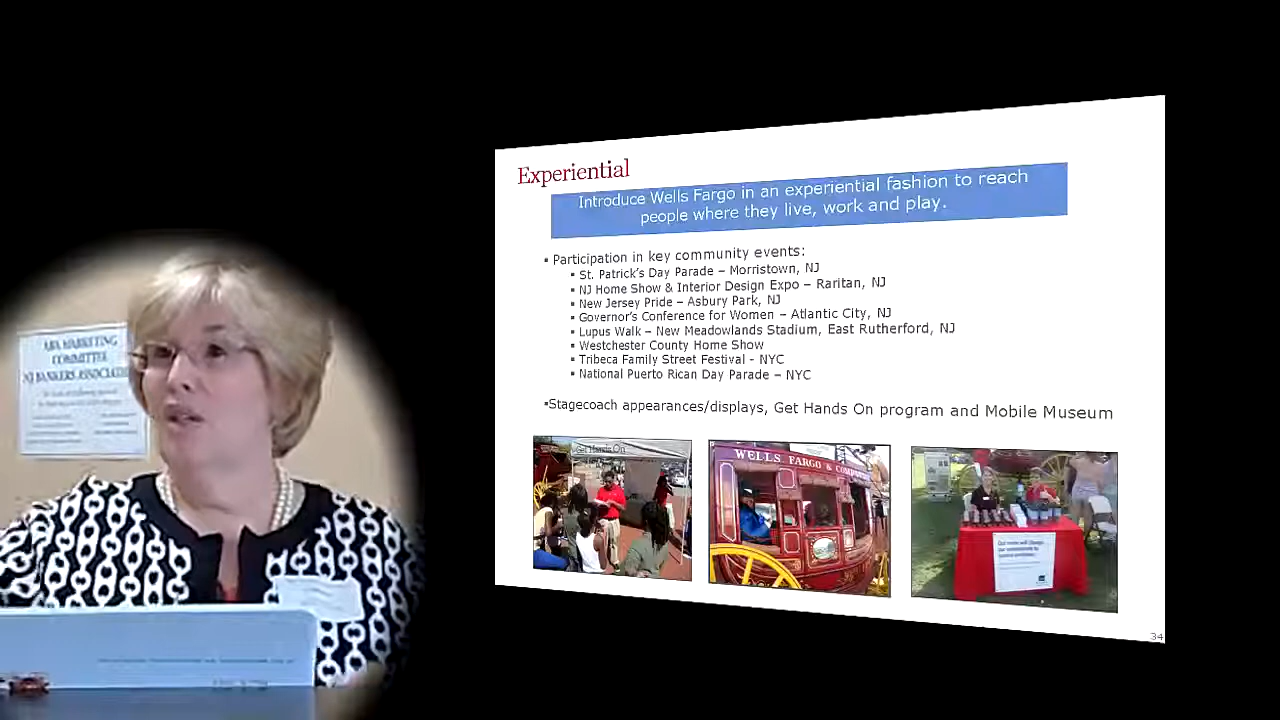 ABA MARKETING
COMMITTEE
NJ BANKERS ASSOCIATI
Experiential
Introduce Wells Fargo in an experiential fashion to reach
people where they live, work and play.
▪ Participation in key community events:
▪ St. Patrick's Day Parade – Morristown, NJ
▪ NJ Home Show & Interior Design Expo – Raritan, NJ
▪ New Jersey Pride – Asbury Park, NJ
▪ Governor's Conference for Women – Atlantic City, NJ
▪ Lupus Walk – New Meadowlands Stadium, East Rutherford, NJ
▪ Westchester County Home Show
▪ Tribeca Family Street Festival - NYC
▪ National Puerto Rican Day Parade – NYC
▪Stagecoach appearances/displays, Get Hands On program and Mobile Museum
Get Hands On
WELLS FARGO & COMPANY
34